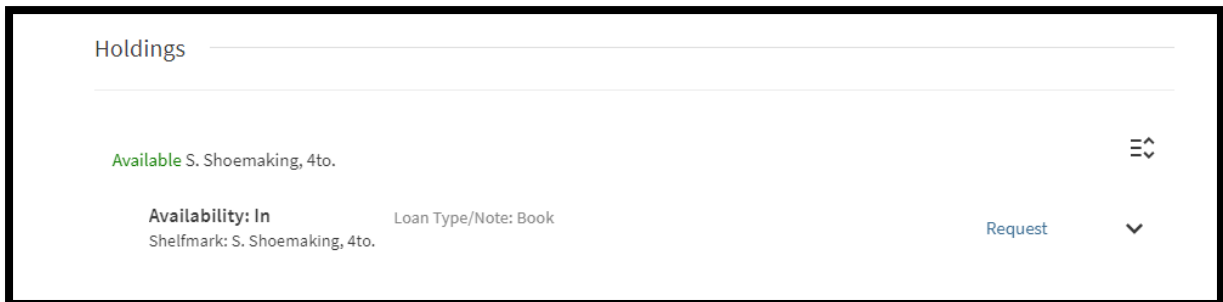 Holdings
Available S. Shoemaking, 4to.
Availability: In
Loan Type/Note: Book
Shelfmark: S. Shoemaking, 4to.
Request